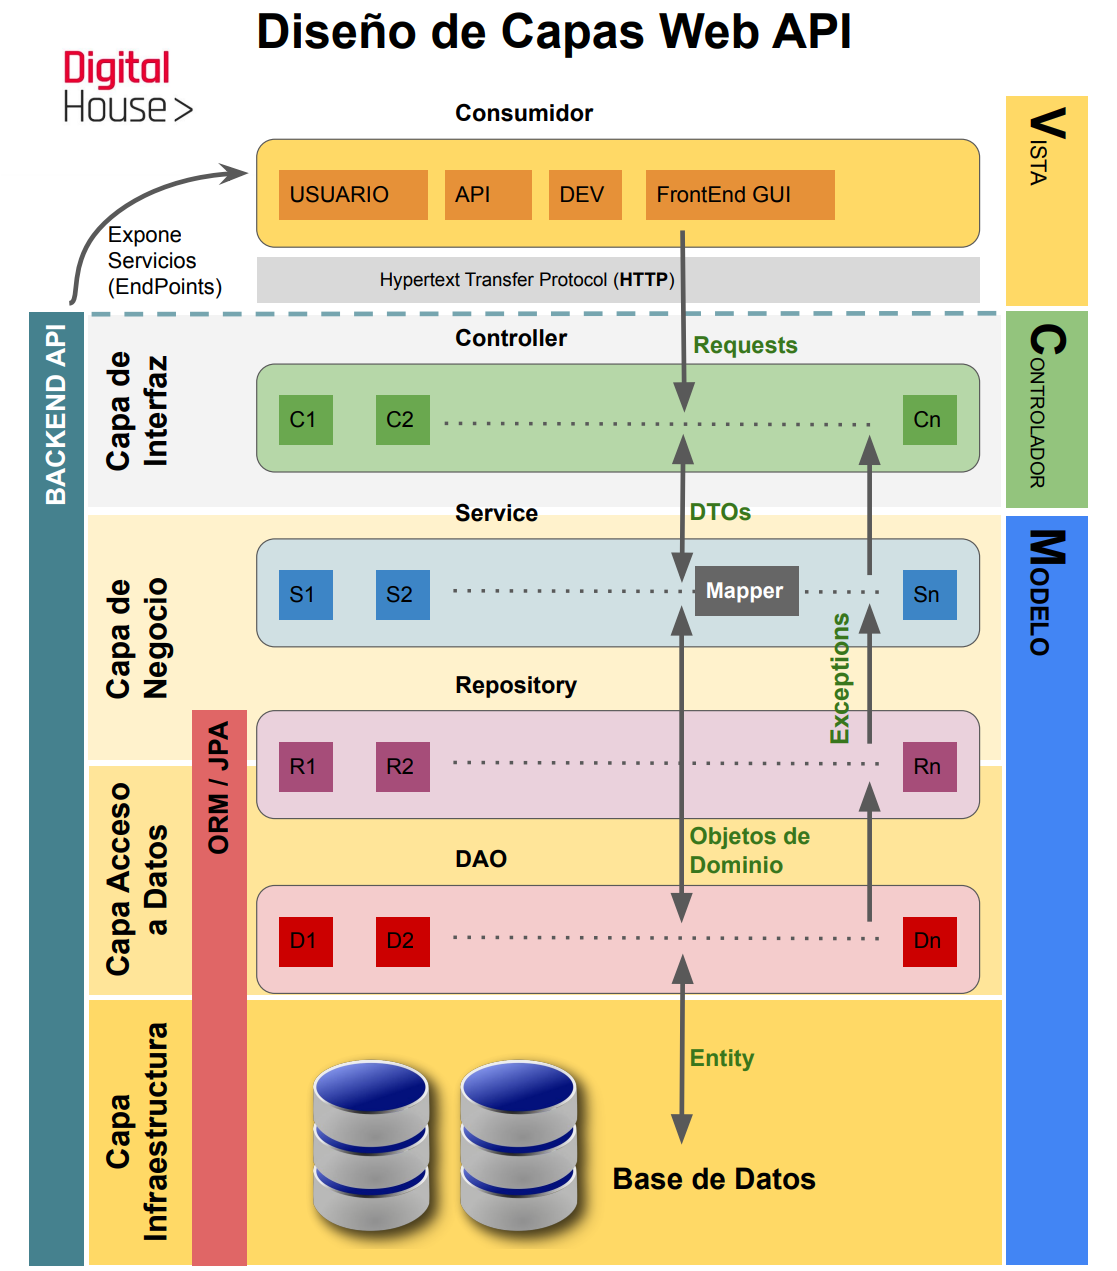 Diseño de Capas Web API
Digital
House>
Consumidor
VISTA
USUARIO
API
DEV
FrontEnd GUI
Expone
Servicios
(EndPoints)
Hypertext Transfer Protocol (HTTP)
BACKEND API
Capa de
Interfaz
Controller
Requests
CONTROLADOR
C1
C2
Cn
DTOs
Capa de
Negocio
Service
MODELO
S1
S2
Mapper
Sn
Exceptions
Repository
ORM / JPA
R1
R2
Rn
Capa Acceso
a Datos
Objetos de
Dominio
DAO
D1
D2
Dn
Capa
Infraestructura
Entity
Base de Datos